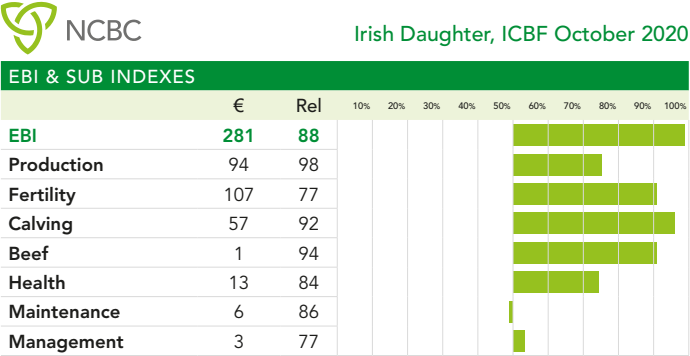 NCBC
Irish Daughter, ICBF October 2020
EBI & SUB INDEXES
€ Rel 10% 20% 30% 40% 50% 60% 70% 80% 90% 100%
EBI 281 88
Production 94 98
Fertility 107 77
Calving 57 92
Beef 1 94
Health 13 84
Maintenance 6 86
Management 3 77